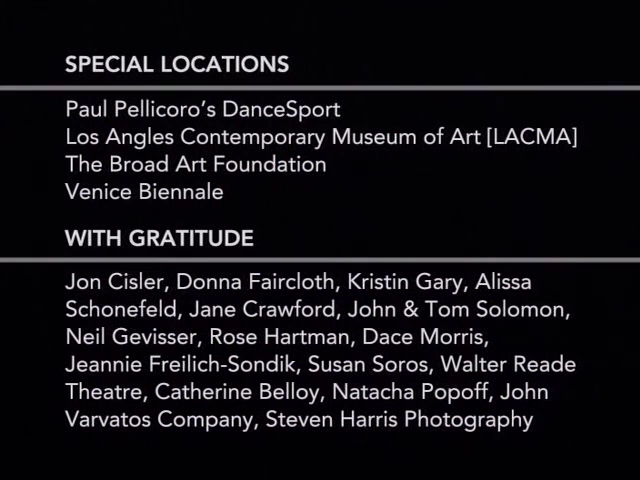 SPECIAL LOCATIONS
Paul Pellicoro's DanceSport
Los Angles Contemporary Museum of Art [LACMA]
The Broad Art Foundation
Venice Biennale
WITH GRATITUDE
Jon Cisler, Donna Faircloth, Kristin Gary, Alissa
Schonefeld, Jane Crawford, John & Tom Solomon,
Neil Gevisser, Rose Hartman, Dace Morris,
Jeannie Freilich-Sondik, Susan Soros, Walter Reade
Theatre, Catherine Belloy, Natacha Popoff, John
Varvatos Company, Steven Harris Photography